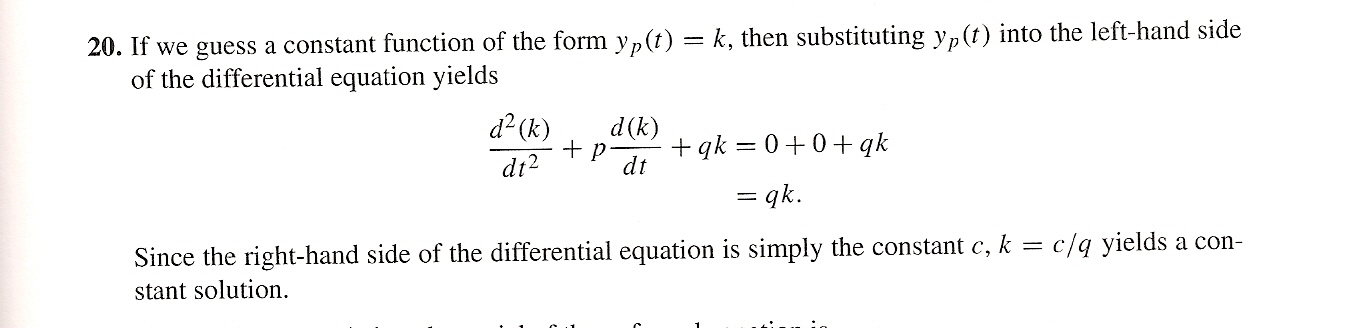 20. If we guess a constant function of the form yₚ(t) = k, then substituting yₚ(t) into the left-hand side
of the differential equation yields
d²(k)/dt² + p d(k)/dt + qk = 0 + 0 + qk
= qk.
Since the right-hand side of the differential equation is simply the constant c, k = c/q yields a con-
stant solution.